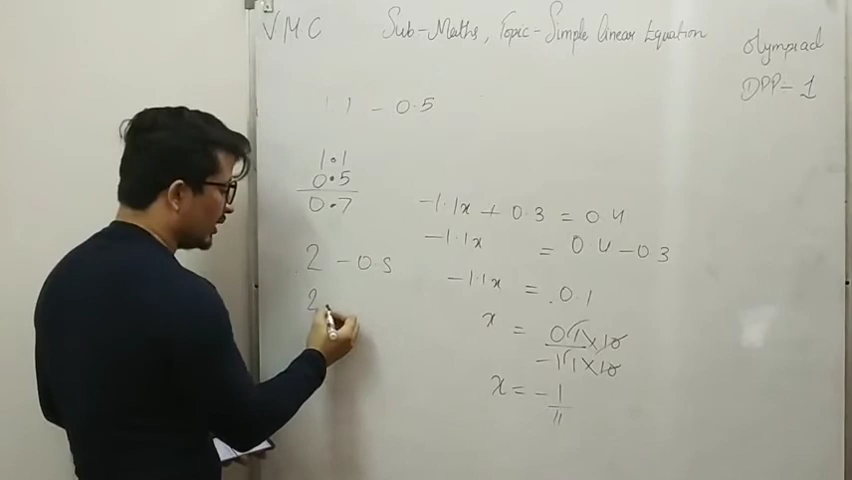 VMC
Sub-Maths, Topic-Simple linear Equation
Olympiad
DPP:- 1
1.1 - 0.5
1.1
0.5
0.7
2 - 0.5
2
-1.1x + 0.3 = 0.4
-1.1x = 0.4 - 0.3
-1.1x = 0.1
x = 0.1×10
-1.1×10
x = - 1
11